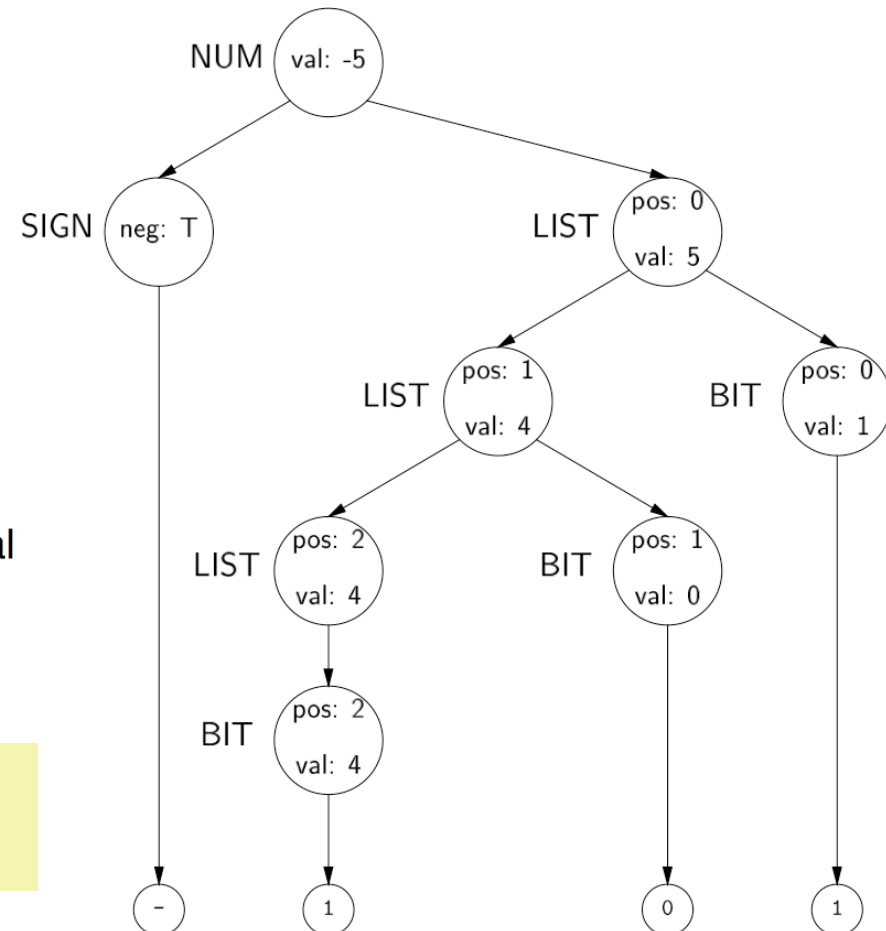 NUM val: -5
SIGN neg: T
LIST pos: 0
val: 5
LIST pos: 1
val: 4
BIT pos: 0
val: 1
LIST pos: 2
val: 4
BIT pos: 1
val: 0
BIT pos: 2
val: 4
- 1 0 1